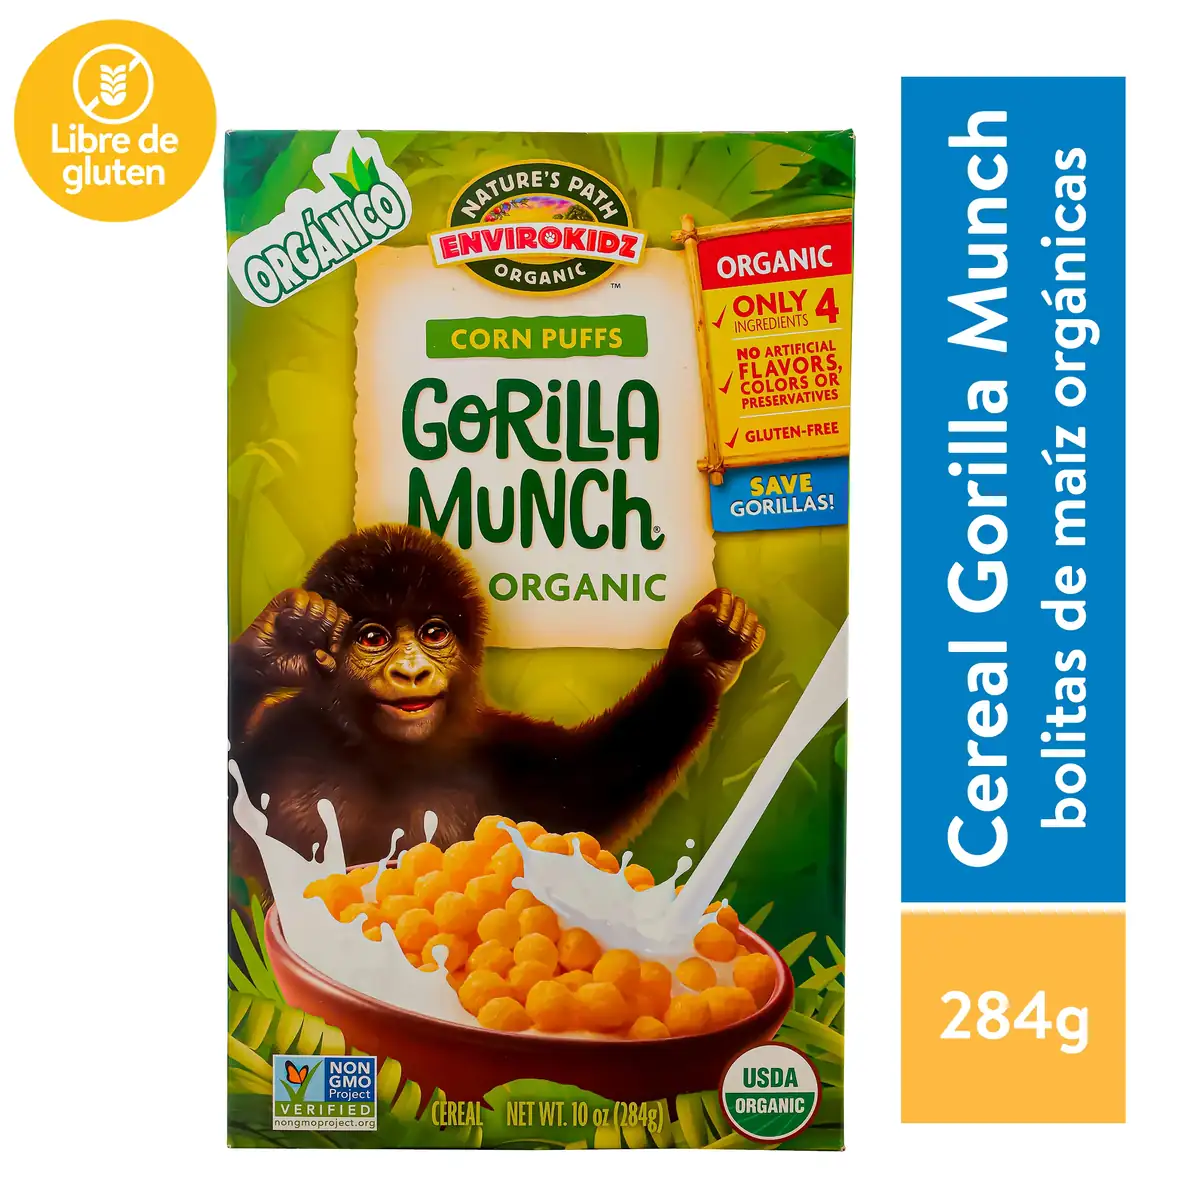 Libre de
gluten
ORGÁNICO
NATURE'S PATH
ENVIROKIDZ
ORGANIC
™
CORN PUFFS
GORILLA
MUNCH®
ORGANIC
ORGANIC
ONLY 4
INGREDIENTS
NO ARTIFICIAL
FLAVORS,
COLORS OR
PRESERVATIVES
GLUTEN-FREE
SAVE
GORILLAS!
NON
GMO
Project
VERIFIED
nongmoproject.org
CEREAL NET WT. 10 oz (284g)
USDA
ORGANIC
Cereal Gorilla Munch
bolitas de maíz orgánicas
284g